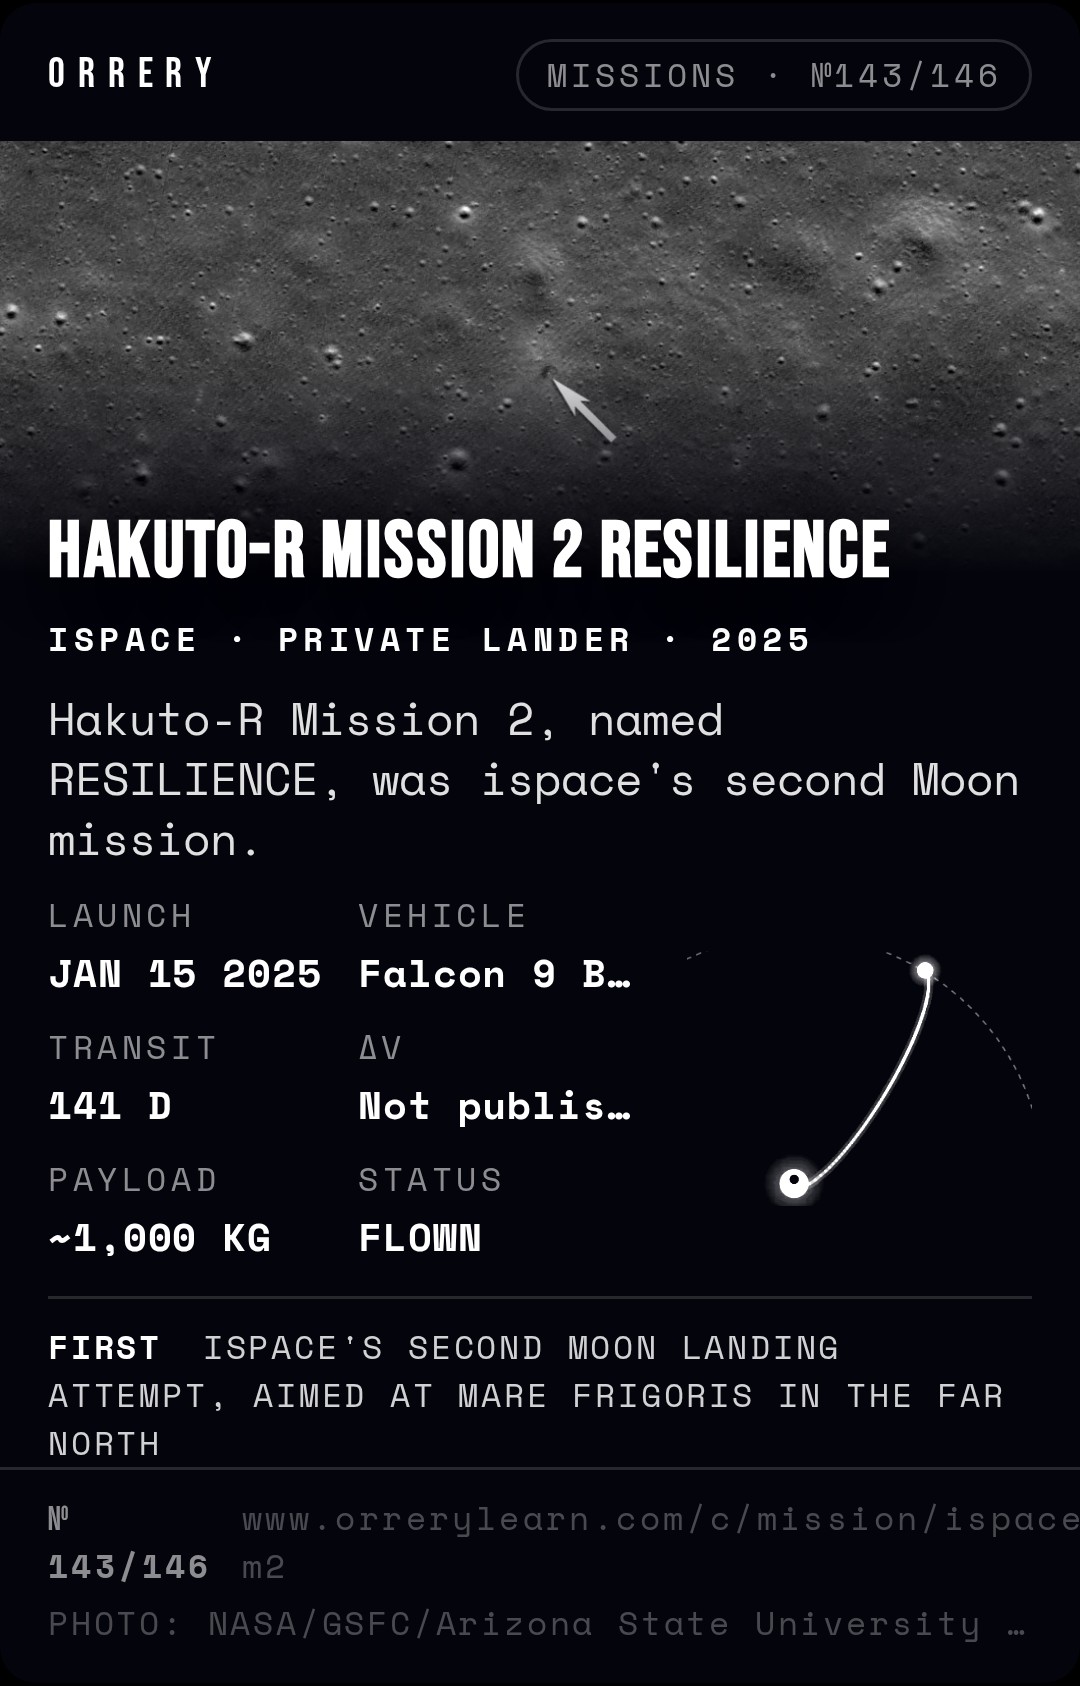 ORRERY
MISSIONS · №143/146
HAKUTO-R MISSION 2 RESILIENCE
ISPACE · PRIVATE LANDER · 2025
Hakuto-R Mission 2, named
RESILIENCE, was ispace's second Moon
mission.
LAUNCH VEHICLE
JAN 15 2025 Falcon 9 B…
TRANSIT ΔV
141 D Not publis…
PAYLOAD STATUS
~1,000 KG FLOWN
FIRST ISPACE'S SECOND MOON LANDING
ATTEMPT, AIMED AT MARE FRIGORIS IN THE FAR
NORTH
№ www.orrerylearn.com/c/mission/ispace
143/146 m2
PHOTO: NASA/GSFC/Arizona State University …